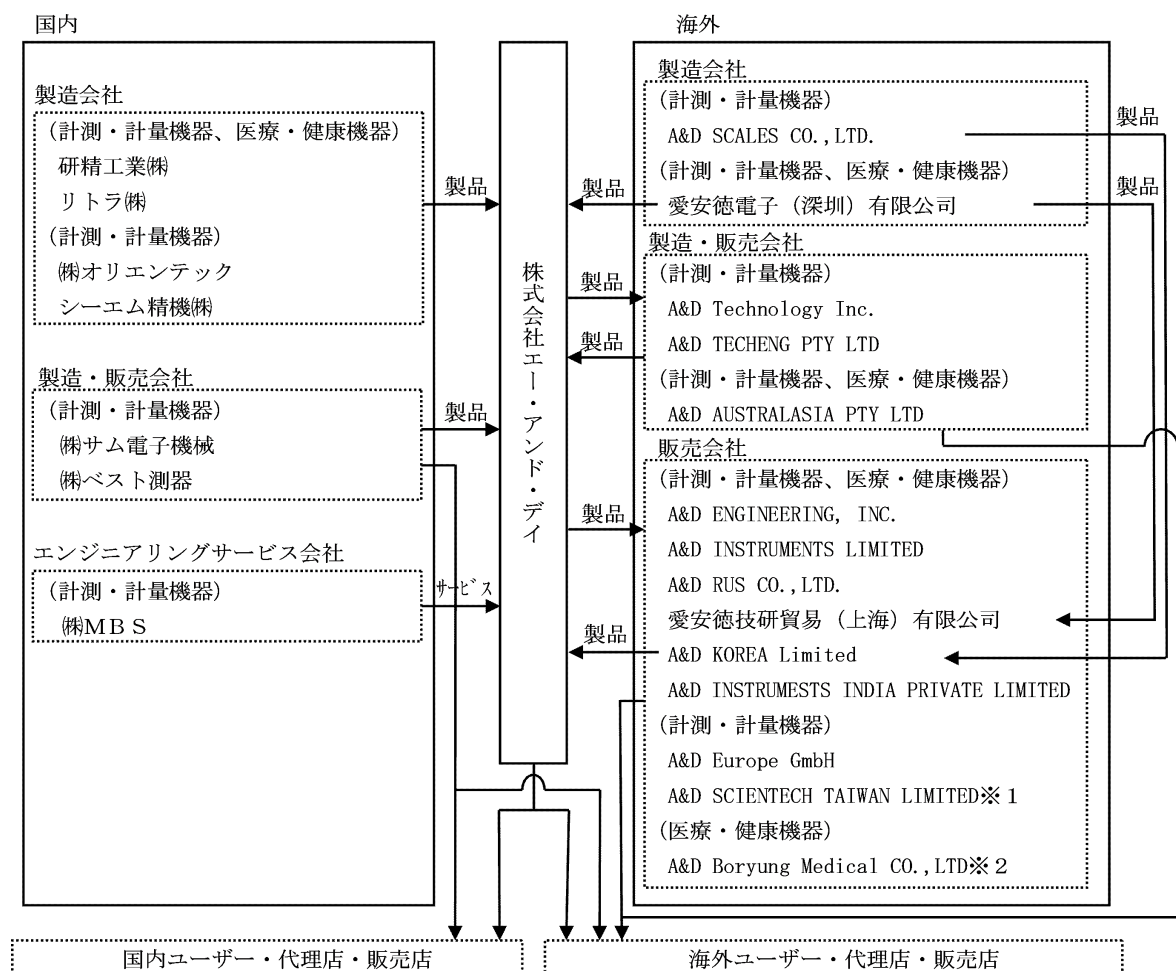 国内
製造会社
(計測・計量機器、医療・健康機器)
研精工業㈱
リトラ㈱
(計測・計量機器)
㈱オリエンテック
シーエム精機㈱
製品
製造・販売会社
(計測・計量機器)
㈱サム電子機械
㈱ベスト測器
製品
エンジニアリングサービス会社
(計測・計量機器)
㈱ＭＢＳ
ｻｰﾋﾞｽ
株式会社エー・アンド・デイ
海外
製造会社
(計測・計量機器)
A&D SCALES CO.,LTD.
製品
(計測・計量機器、医療・健康機器)
製品
愛安徳電子（深圳）有限公司
製品
製造・販売会社
(計測・計量機器)
製品
A&D Technology Inc.
A&D TECHENG PTY LTD
製品
(計測・計量機器、医療・健康機器)
A&D AUSTRALASIA PTY LTD
販売会社
(計測・計量機器、医療・健康機器)
製品
A&D ENGINEERING, INC.
A&D INSTRUMENTS LIMITED
A&D RUS CO.,LTD.
愛安徳技研貿易（上海）有限公司
製品
A&D KOREA Limited
A&D INSTRUMESTS INDIA PRIVATE LIMITED
(計測・計量機器)
A&D Europe GmbH
A&D SCIENTECH TAIWAN LIMITED※１
(医療・健康機器)
A&D Boryung Medical CO.,LTD※２
国内ユーザー・代理店・販売店
海外ユーザー・代理店・販売店